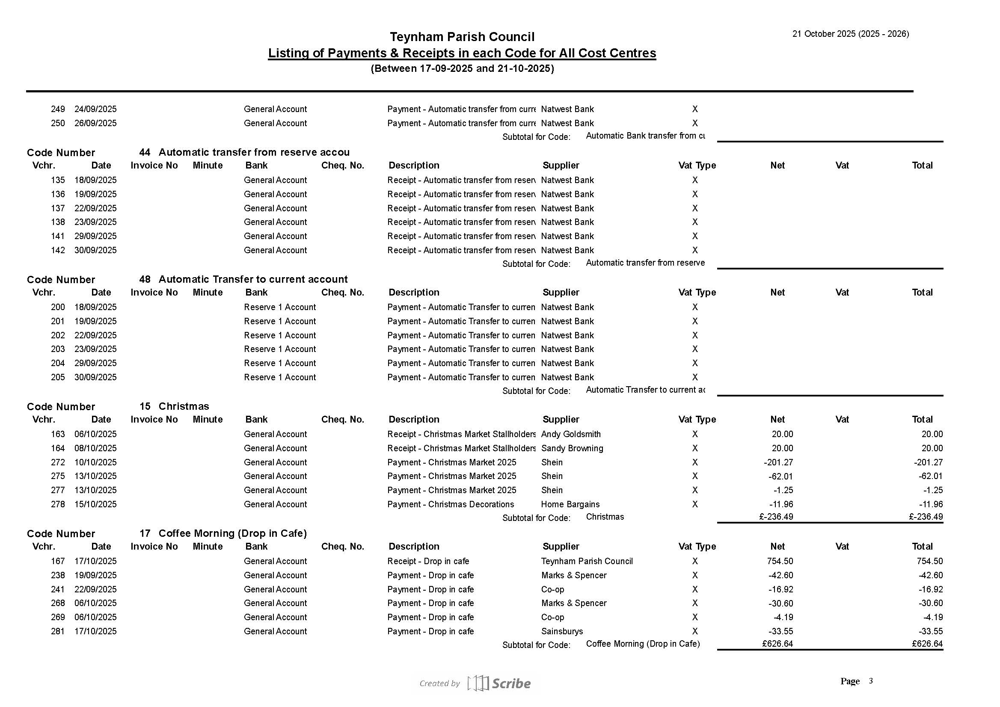 21 October 2025 (2025 - 2026)
Teynham Parish Council
Listing of Payments & Receipts in each Code for All Cost Centres
(Between 17-09-2025 and 21-10-2025)
249 24/09/2025 General Account Payment - Automatic transfer from curre Natwest Bank X
250 26/09/2025 General Account Payment - Automatic transfer from curre Natwest Bank X
Subtotal for Code: Automatic Bank transfer from cu
Code Number 44 Automatic transfer from reserve accou
Vchr. Date Invoice No Minute Bank Cheq. No. Description Supplier Vat Type Net Vat Total
135 18/09/2025 General Account Receipt - Automatic transfer from reserv Natwest Bank X
136 19/09/2025 General Account Receipt - Automatic transfer from reserv Natwest Bank X
137 22/09/2025 General Account Receipt - Automatic transfer from reserv Natwest Bank X
138 23/09/2025 General Account Receipt - Automatic transfer from reserv Natwest Bank X
141 29/09/2025 General Account Receipt - Automatic transfer from reserv Natwest Bank X
142 30/09/2025 General Account Receipt - Automatic transfer from reserv Natwest Bank X
Subtotal for Code: Automatic transfer from reserve
Code Number 48 Automatic Transfer to current account
Vchr. Date Invoice No Minute Bank Cheq. No. Description Supplier Vat Type Net Vat Total
200 18/09/2025 Reserve 1 Account Payment - Automatic Transfer to curren Natwest Bank X
201 19/09/2025 Reserve 1 Account Payment - Automatic Transfer to curren Natwest Bank X
202 22/09/2025 Reserve 1 Account Payment - Automatic Transfer to curren Natwest Bank X
203 23/09/2025 Reserve 1 Account Payment - Automatic Transfer to curren Natwest Bank X
204 29/09/2025 Reserve 1 Account Payment - Automatic Transfer to curren Natwest Bank X
205 30/09/2025 Reserve 1 Account Payment - Automatic Transfer to curren Natwest Bank X
Subtotal for Code: Automatic Transfer to current ac
Code Number 15 Christmas
Vchr. Date Invoice No Minute Bank Cheq. No. Description Supplier Vat Type Net Vat Total
163 06/10/2025 General Account Receipt - Christmas Market Stallholders Andy Goldsmith X 20.00 20.00
164 08/10/2025 General Account Receipt - Christmas Market Stallholders Sandy Browning X 20.00 20.00
272 10/10/2025 General Account Payment - Christmas Market 2025 Shein X -201.27 -201.27
275 13/10/2025 General Account Payment - Christmas Market 2025 Shein X -62.01 -62.01
277 13/10/2025 General Account Payment - Christmas Market 2025 Shein X -1.25 -1.25
278 15/10/2025 General Account Payment - Christmas Decorations Home Bargains X -11.96 -11.96
Subtotal for Code: Christmas £-236.49 £-236.49
Code Number 17 Coffee Morning (Drop in Cafe)
Vchr. Date Invoice No Minute Bank Cheq. No. Description Supplier Vat Type Net Vat Total
167 17/10/2025 General Account Receipt - Drop in cafe Teynham Parish Council X 754.50 754.50
238 19/09/2025 General Account Payment - Drop in cafe Marks & Spencer X -42.60 -42.60
241 22/09/2025 General Account Payment - Drop in cafe Co-op X -16.92 -16.92
268 06/10/2025 General Account Payment - Drop in cafe Marks & Spencer X -30.60 -30.60
269 06/10/2025 General Account Payment - Drop in cafe Co-op X -4.19 -4.19
281 17/10/2025 General Account Payment - Drop in cafe Sainsburys X -33.55 -33.55
Subtotal for Code: Coffee Morning (Drop in Cafe) £626.64 £626.64
Created by Scribe
Page 3